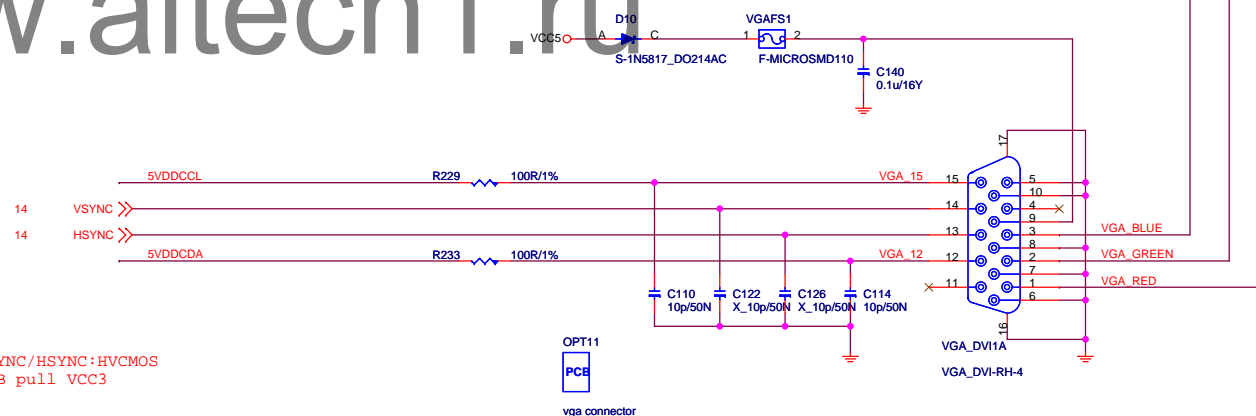 w.aitech1.ru
D10
VGAFS1
VCC5
A
C
1
2
S-1N5817_DO214AC
F-MICROSMD110
C140
0.1u/16Y
17
5VDDCCL
R229
100R/1%
VGA_15
15
5
10
14
VSYNC
14
4
9
14
HSYNC
13
3
VGA_BLUE
8
5VDDCDA
R233
100R/1%
VGA_12
12
2
VGA_GREEN
7
11
1
VGA_RED
6
C110
10p/50N
C122
X_10p/50N
C126
X_10p/50N
C114
10p/50N
16
OPT11
PCB
vga connector
VGA_DVI1A
VGA_DVI-RH-4
YNC/HSYNC:HVCMOS
B pull VCC3